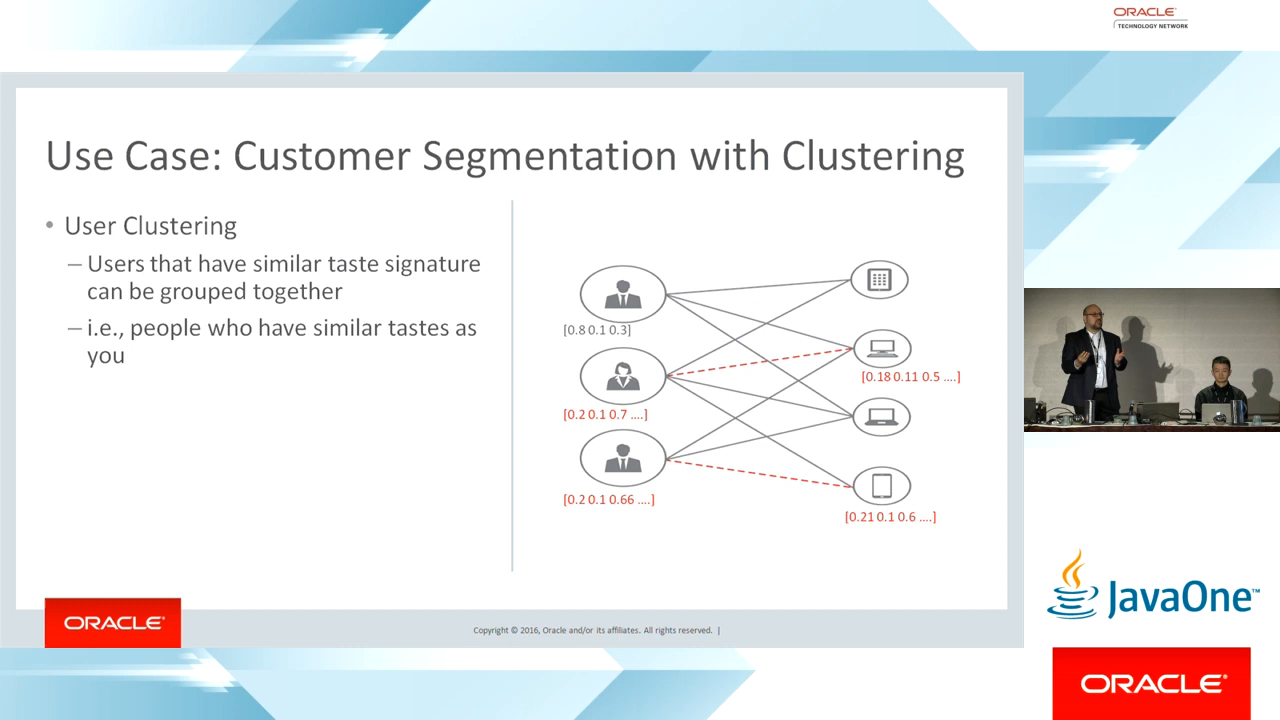 ORACLE
TECHNOLOGY NETWORK
Use Case: Customer Segmentation with Clustering
• User Clustering
– Users that have similar taste signature
can be grouped together
– i.e., people who have similar tastes as
you
[0.8 0.1 0.3]
[0.2 0.1 0.7 ....]
[0.2 0.1 0.66 ....]
[0.18 0.11 0.5 ....]
[0.21 0.1 0.6 ....]
ORACLE
Copyright © 2016, Oracle and/or its affiliates. All rights reserved. |
JavaOne™
ORACLE